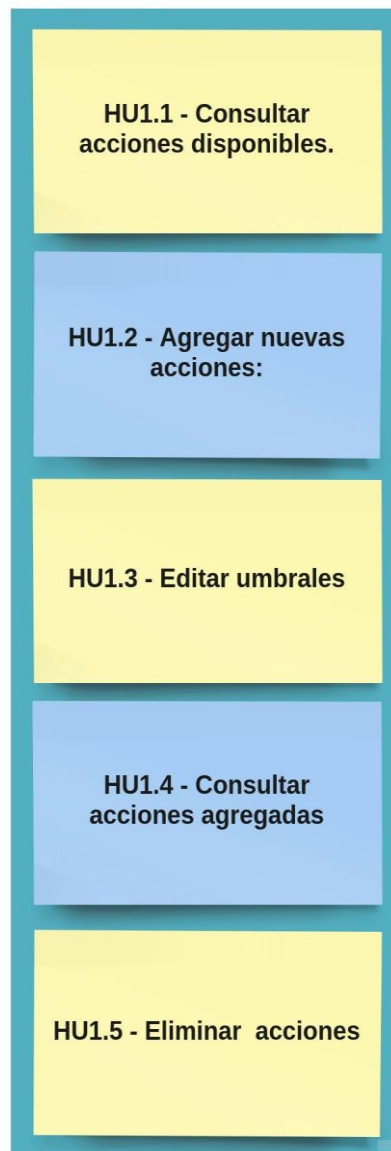 HU1.1 - Consultar
acciones disponibles.
HU1.2 - Agregar nuevas
acciones:
HU1.3 - Editar umbrales
HU1.4 - Consultar
acciones agregadas
HU1.5 - Eliminar  acciones